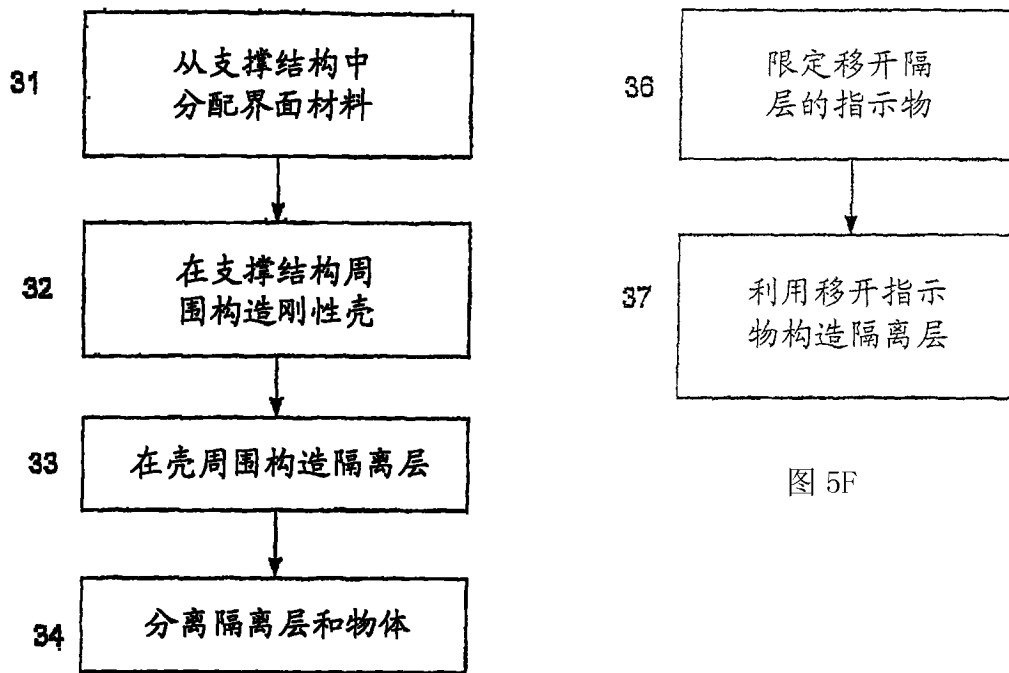 31
从支撑结构中
分配界面材料
32
在支撑结构周
围构造刚性壳
33
在壳周围构造隔离层
34
分离隔离层和物体
36
限定移开隔
层的指示物
37
利用移开指示
物构造隔离层
图 5F